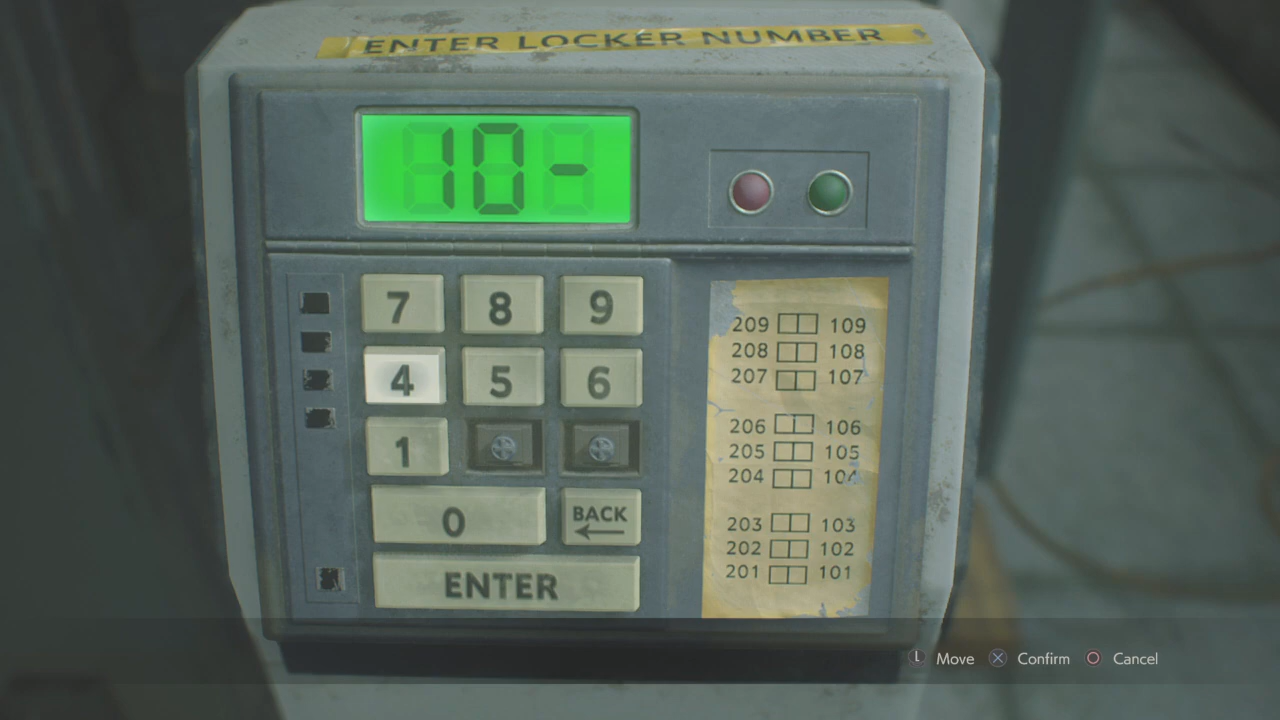 ENTER LOCKER NUMBER
10-
7 8 9
4 5 6
1
0 BACK
ENTER
209 109
208 108
207 107
206 106
205 105
204 104
203 103
202 102
201 101
L Move X Confirm O Cancel